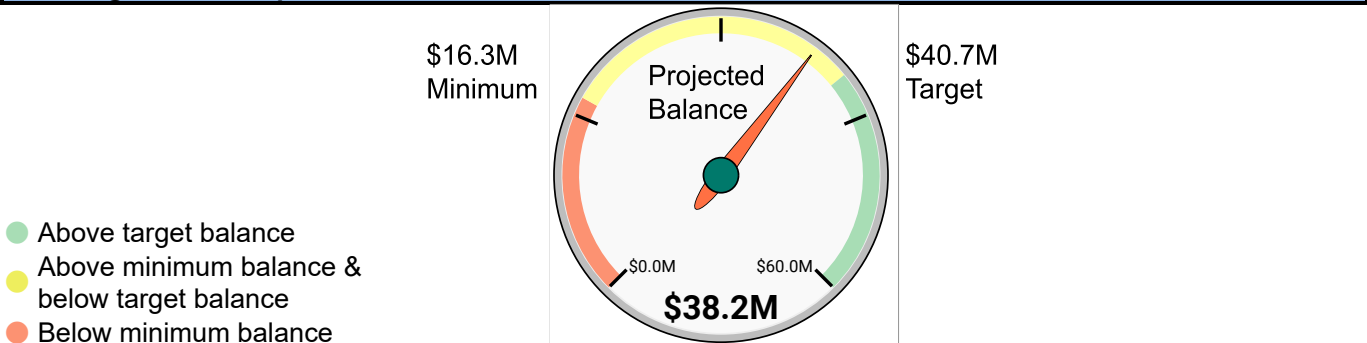 $16.3M
Minimum
Projected
Balance
$40.7M
Target
Above target balance
Above minimum balance &
below target balance
Below minimum balance
$0.0M
$60.0M
$38.2M